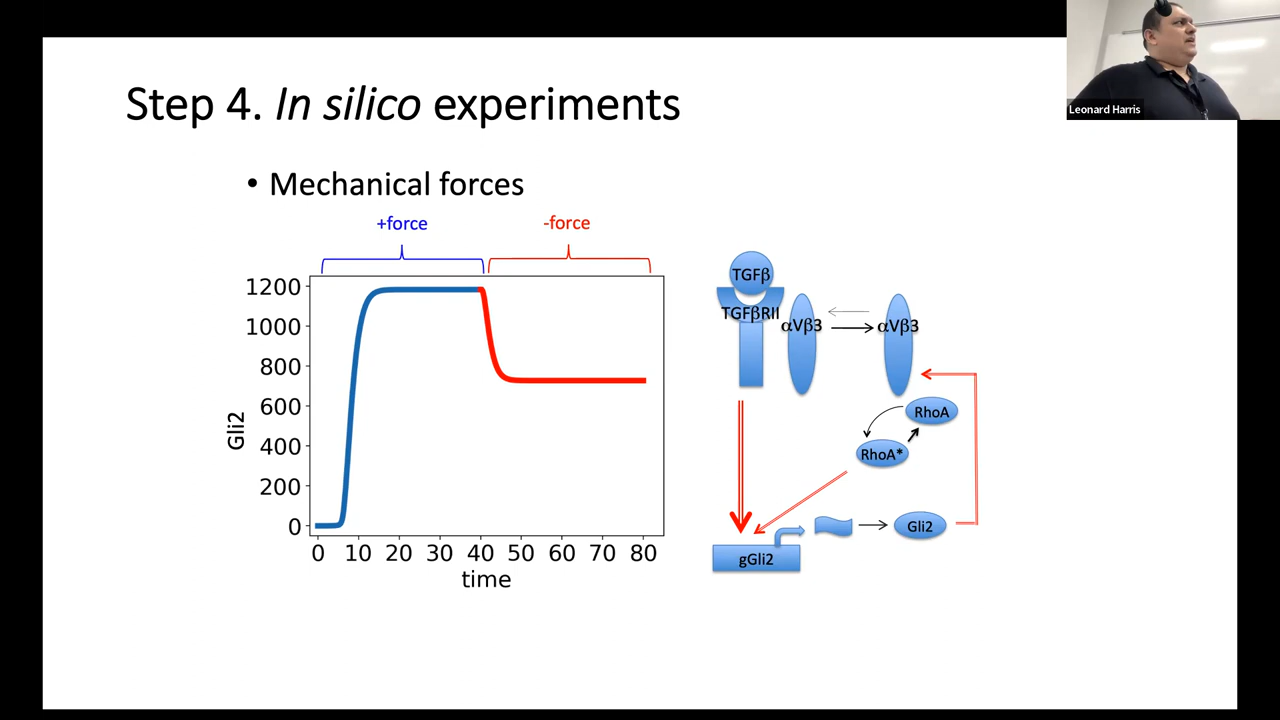 Step 4. In silico experiments
Leonard Harris
• Mechanical forces
+force
-force
1200
1000
800
600
400
200
0
Gli2
0 10 20 30 40 50 60 70 80
time
TGFβ
TGFβRII
αVβ3
αVβ3
RhoA
RhoA*
Gli2
gGli2